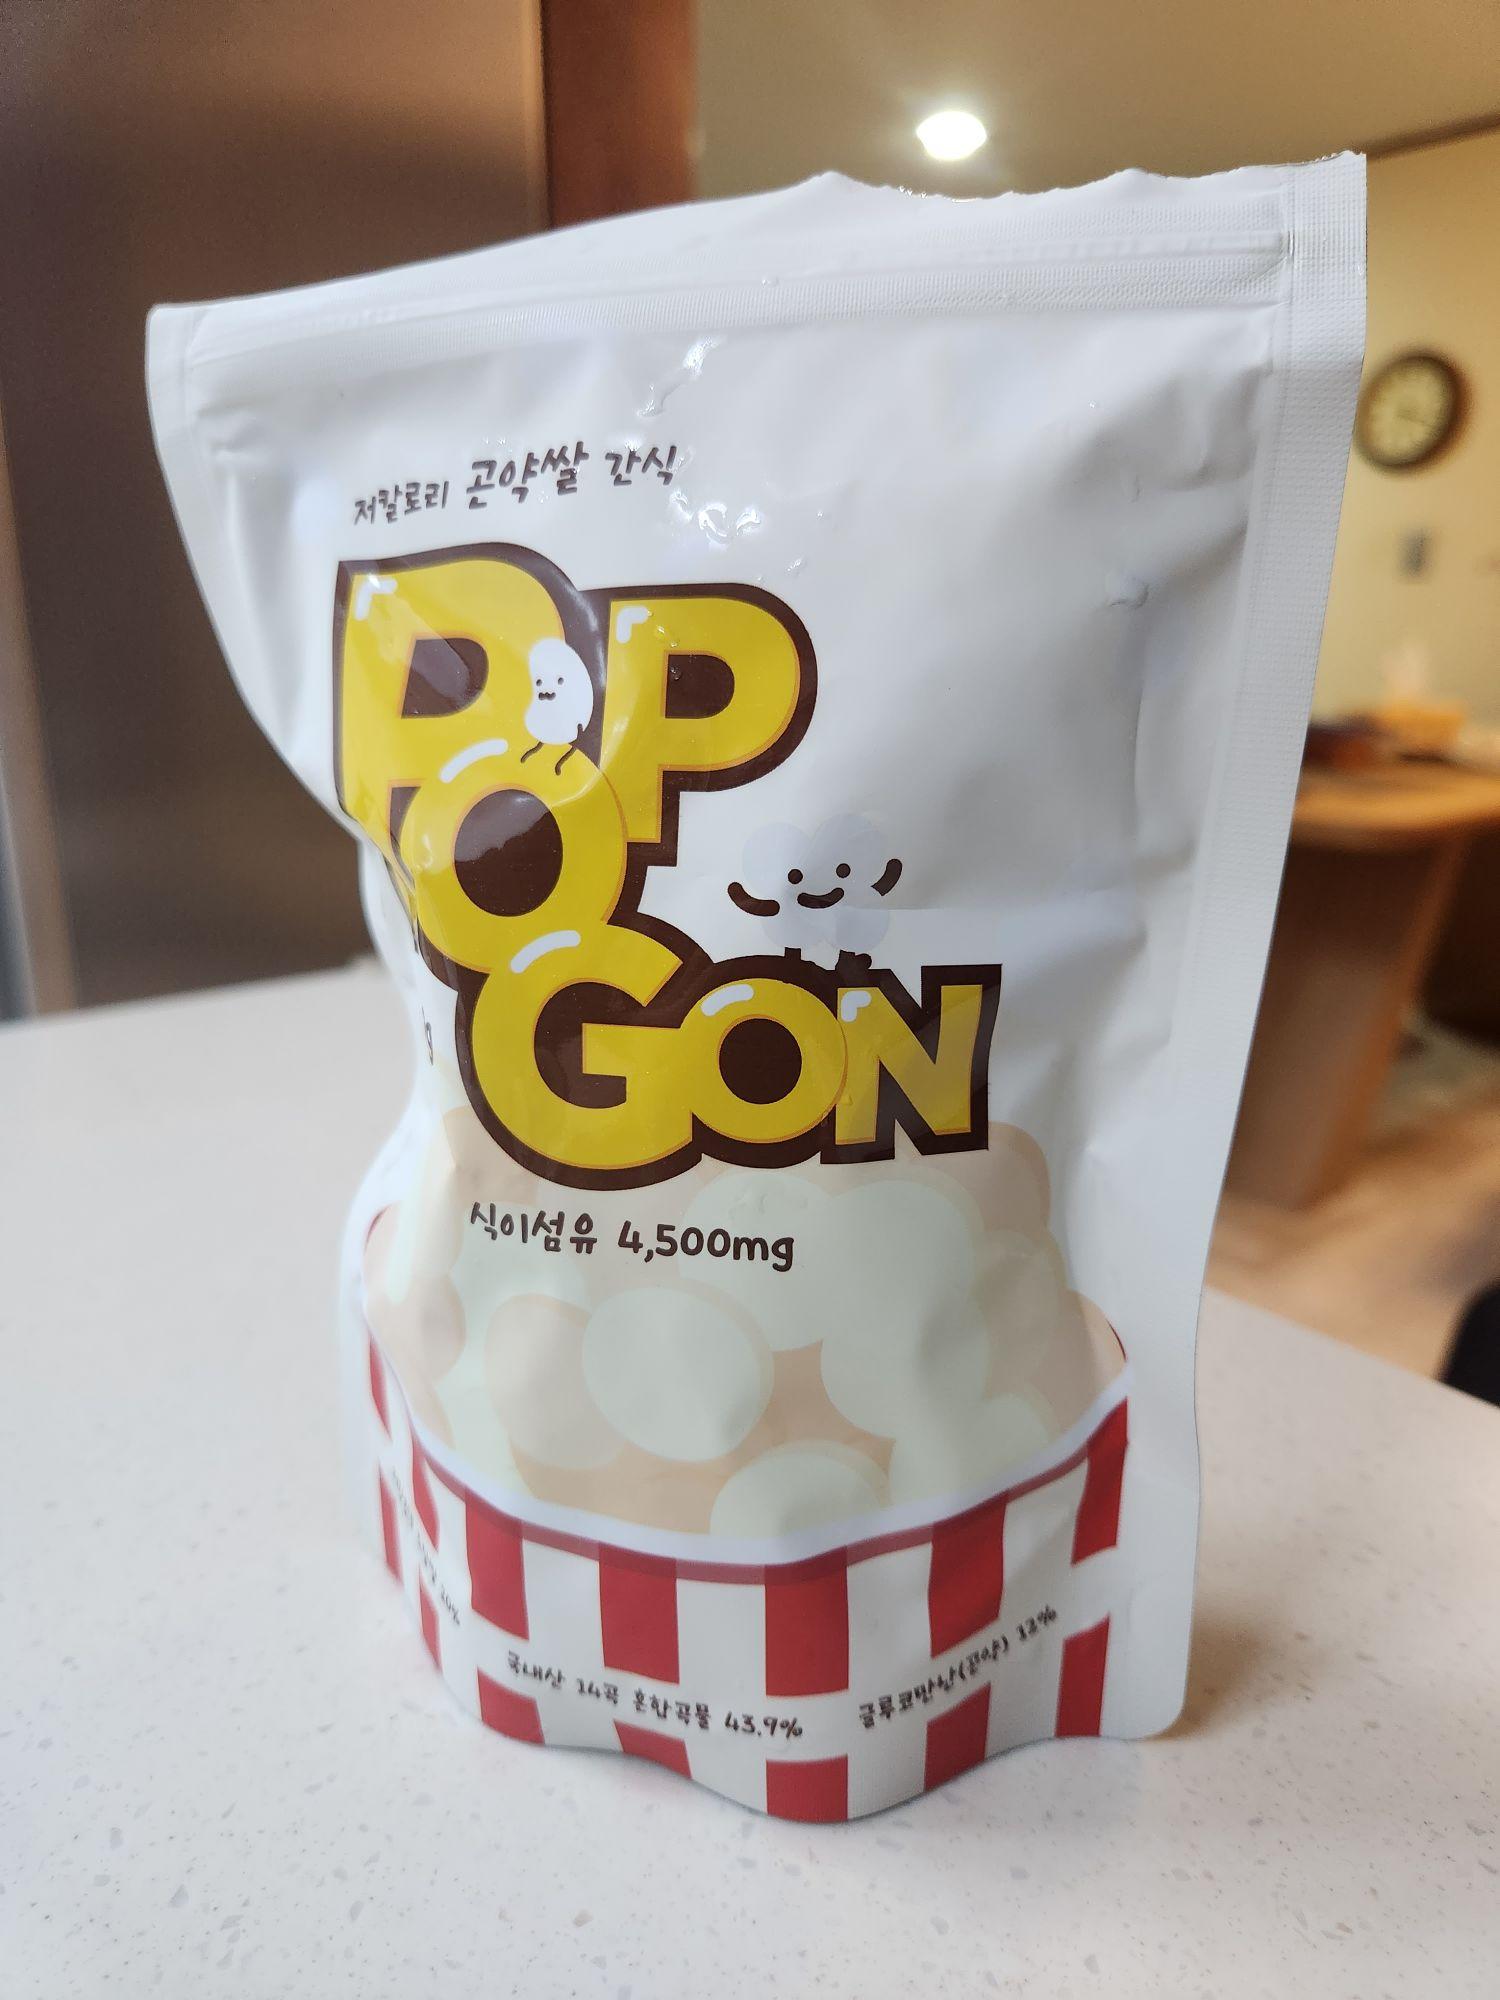 저칼로리 곤약쌀 간식
POP
GON
식이섬유 4,500mg
g
20%
국내산 14곡 혼합곡물 43.9%
글루코만난(곤약) 12%